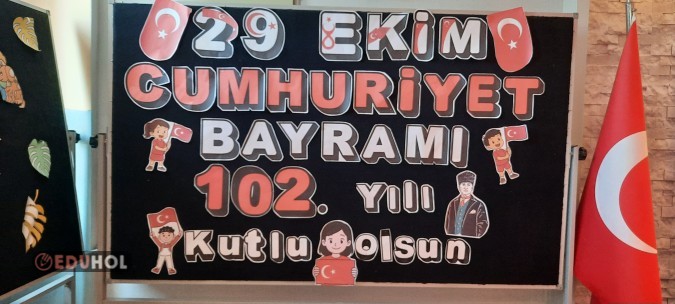 29 EKİM
CUMHURİYET
BAYRAMI
102. Yılı
Kutlu olsun
EDUHOL